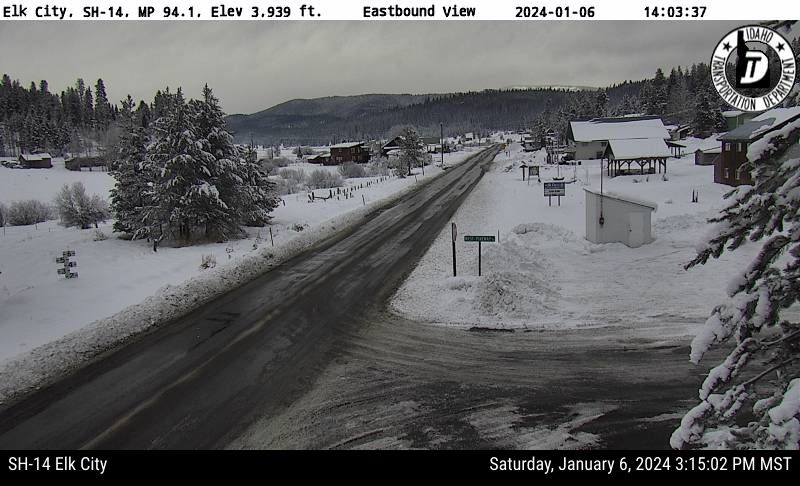 Elk City, SH-14, MP 94.1, Elev 3,939 ft. Eastbound View 2024-01-06 14:03:37
IDAHO
TRANSPORTATION DEPARTMENT
SH-14 Elk City
Saturday, January 6, 2024 3:15:02 PM MST